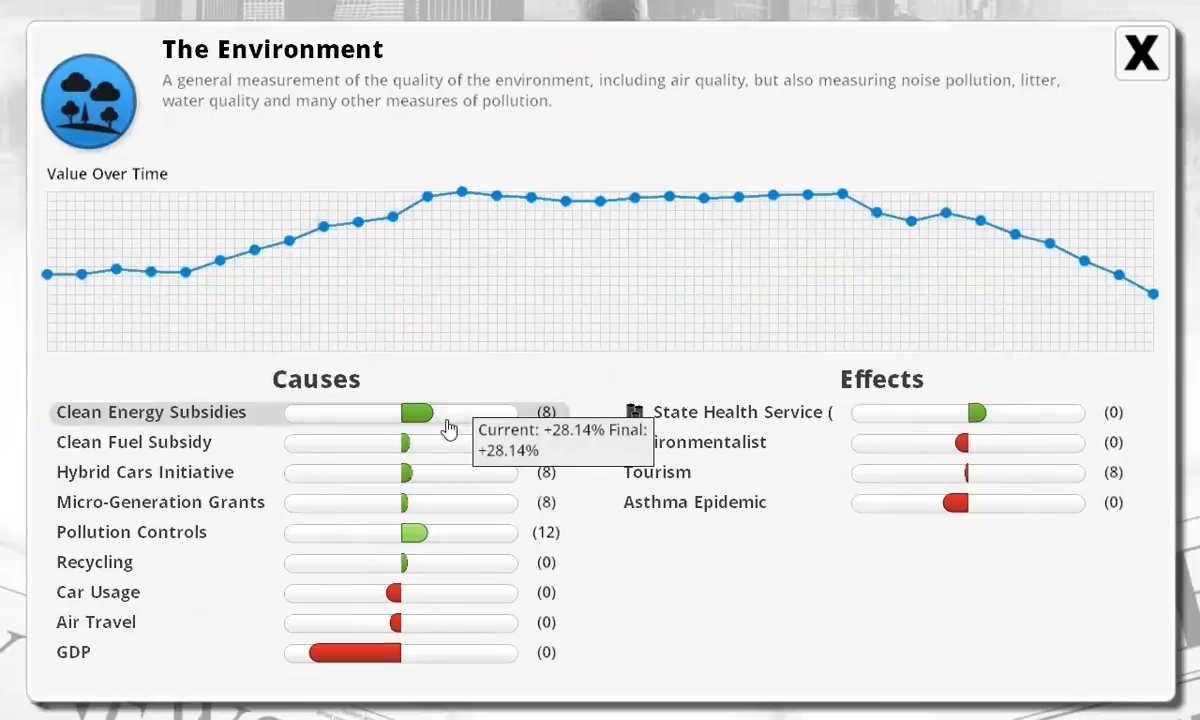 The Environment
X
A general measurement of the quality of the environment, including air quality, but also measuring noise pollution, litter,
water quality and many other measures of pollution.
Value Over Time
Causes
Effects
Clean Energy Subsidies (8)
State Health Service ( (0)
Current: +28.14% Final:
+28.14%
Clean Fuel Subsidy
ironmentalist (0)
Hybrid Cars Initiative (8)
Tourism (8)
Micro-Generation Grants (8)
Asthma Epidemic (0)
Pollution Controls (12)
Recycling (0)
Car Usage (0)
Air Travel (0)
GDP (0)